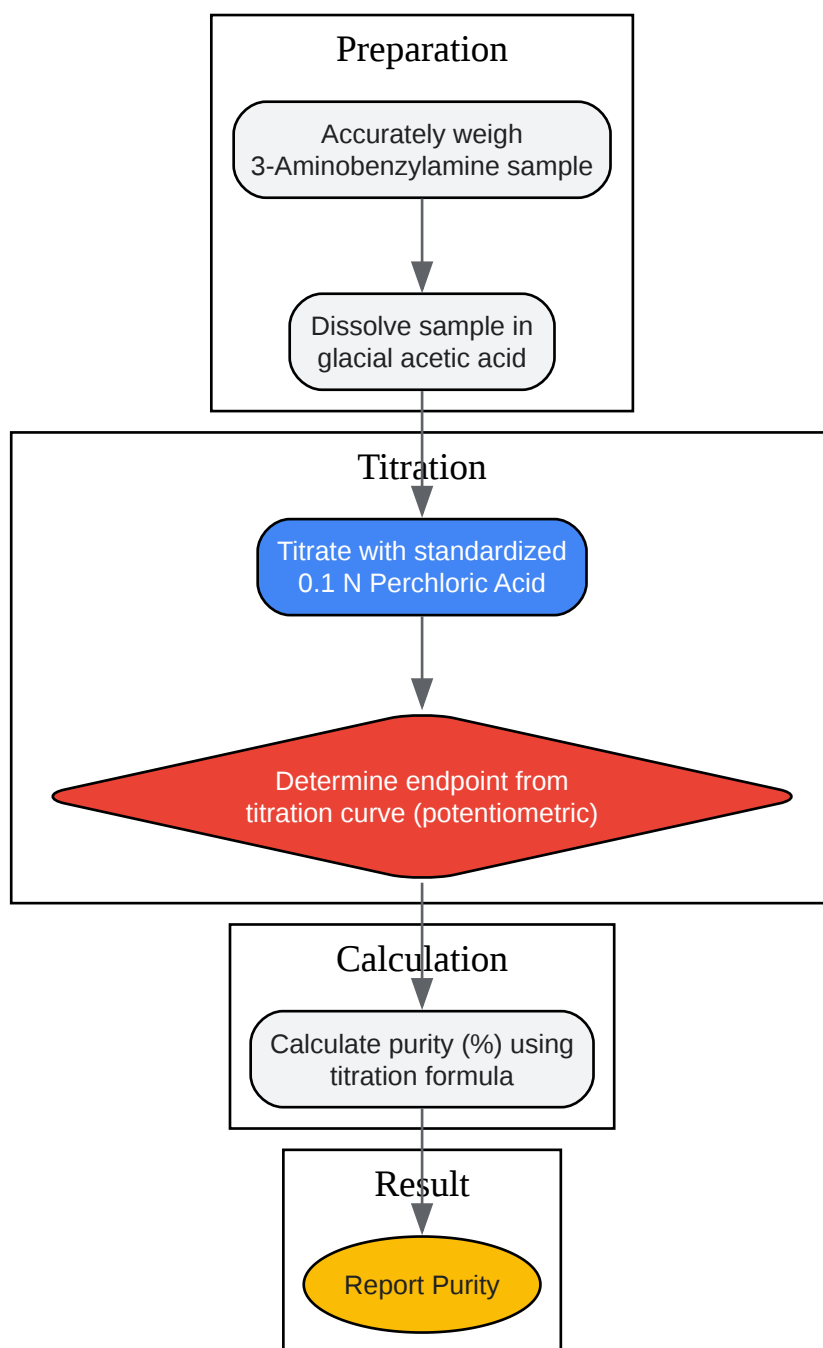 Preparation
Accurately weigh
3-Aminobenzylamine sample
Dissolve sample in
glacial acetic acid
Titration
Titrate with standardized
0.1 N Perchloric Acid
Determine endpoint from
titration curve (potentiometric)
Calculation
Calculate purity (%) using
titration formula
Result
Report Purity